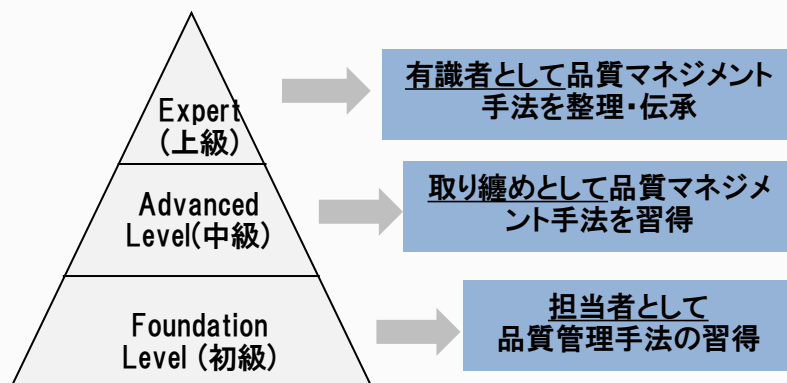 Expert
(上級)
有識者として品質マネジメント
手法を整理・伝承
Advanced
Level(中級)
取り纏めとして品質マネジメ
ント手法を習得
Foundation
Level (初級)
担当者として
品質管理手法の習得